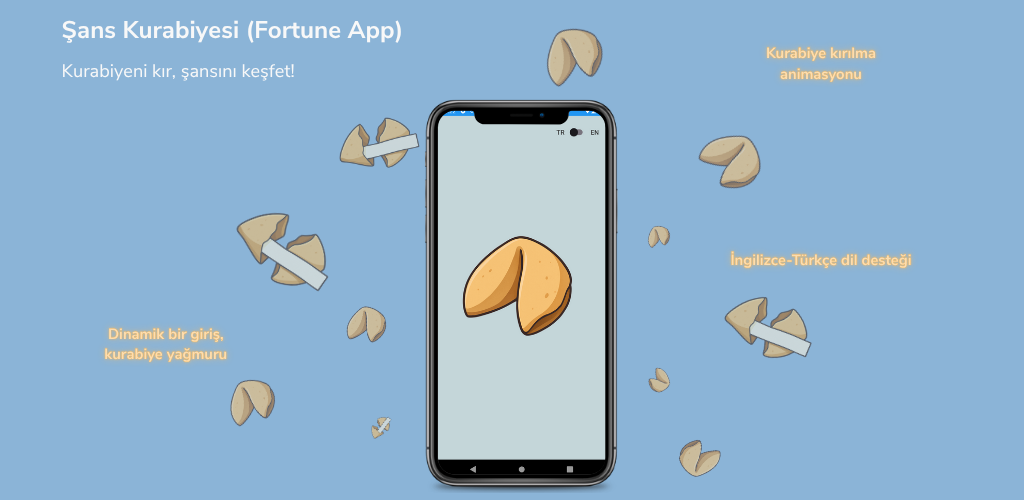 Şans Kurabiyesi (Fortune App)
Kurabiyeni kır, şansını keşfet!
Kurabiye kırılma
animasyonu
TR EN
İngilizce-Türkçe dil desteği
Dinamik bir giriş,
kurabiye yağmuru